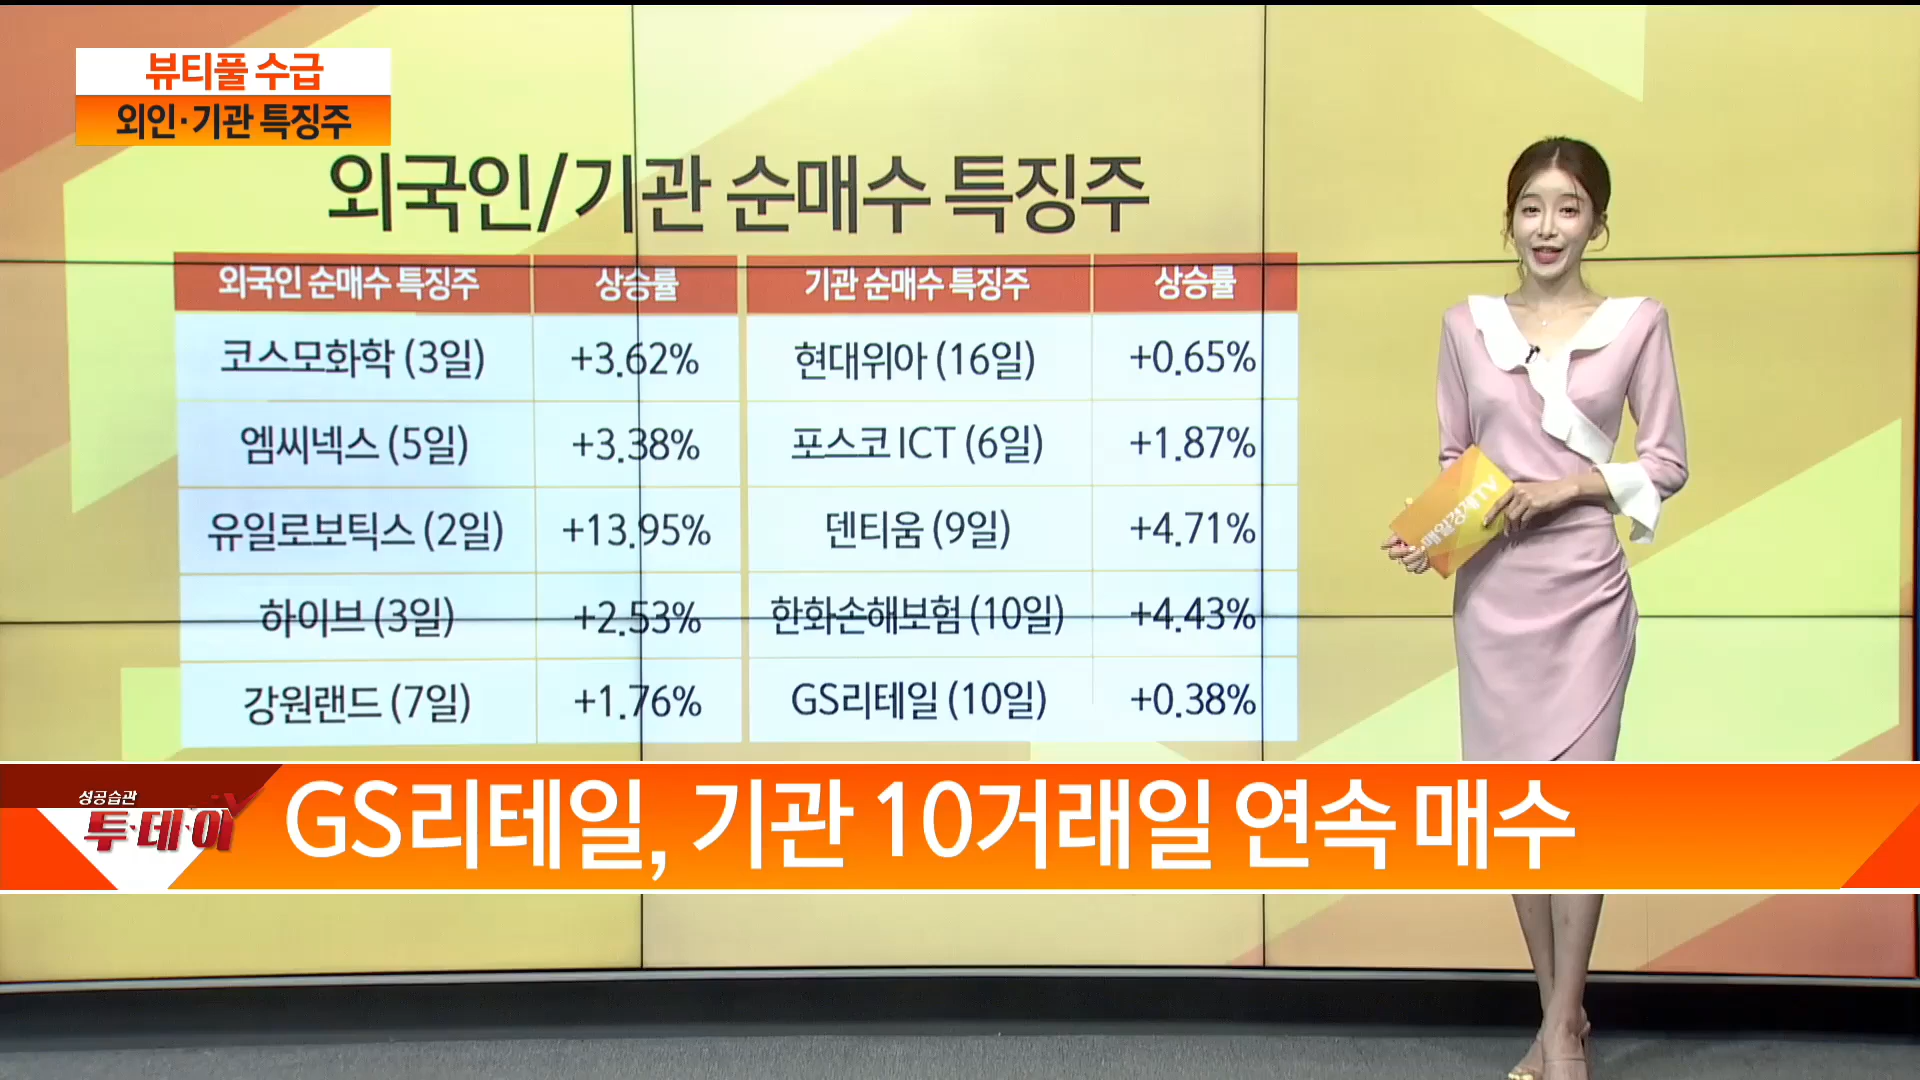 뷰티풀 수급
외인·기관 특징주
외국인/기관 순매수 특징주
외국인 순매수 특징주 상승률 기관 순매수 특징주 상승률
코스모화학 (3일) +3.62% 현대위아 (16일) +0.65%
엠씨넥스 (5일) +3.38% 포스코 ICT (6일) +1.87%
유일로보틱스 (2일) +13.95% 덴티움 (9일) +4.71%
하이브 (3일) +2.53% 한화손해보험 (10일) +4.43%
강원랜드 (7일) +1.76% GS리테일 (10일) +0.38%
매일경제TV
성공습관
투·데·이
GS리테일, 기관 10거래일 연속 매수